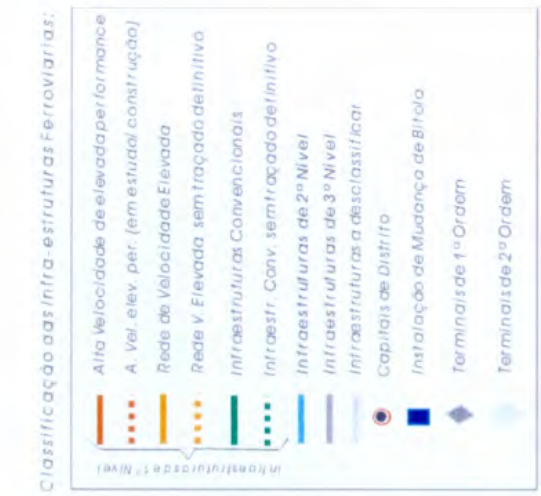 Classificação das Infra-estruturas Ferroviarias:
Infraestruturas de 1º Nível
Alta Velocidade de elevada performance
A. Vel. elev. per. (em estudo/ construção)
Rede de Velocidade Elevada
Rede V. Elevada sem traçado definitivo
Infraestruturas Convencionais
Infraestr. Conv. sem traçado definitivo
Infraestruturas de 2º Nível
Infraestruturas de 3º Nível
Infraestruturas a desclassificar
Capitais de Distrito
Instalação de Mudança de Bitola
Terminais de 1º Ordem
Terminais de 2º Ordem